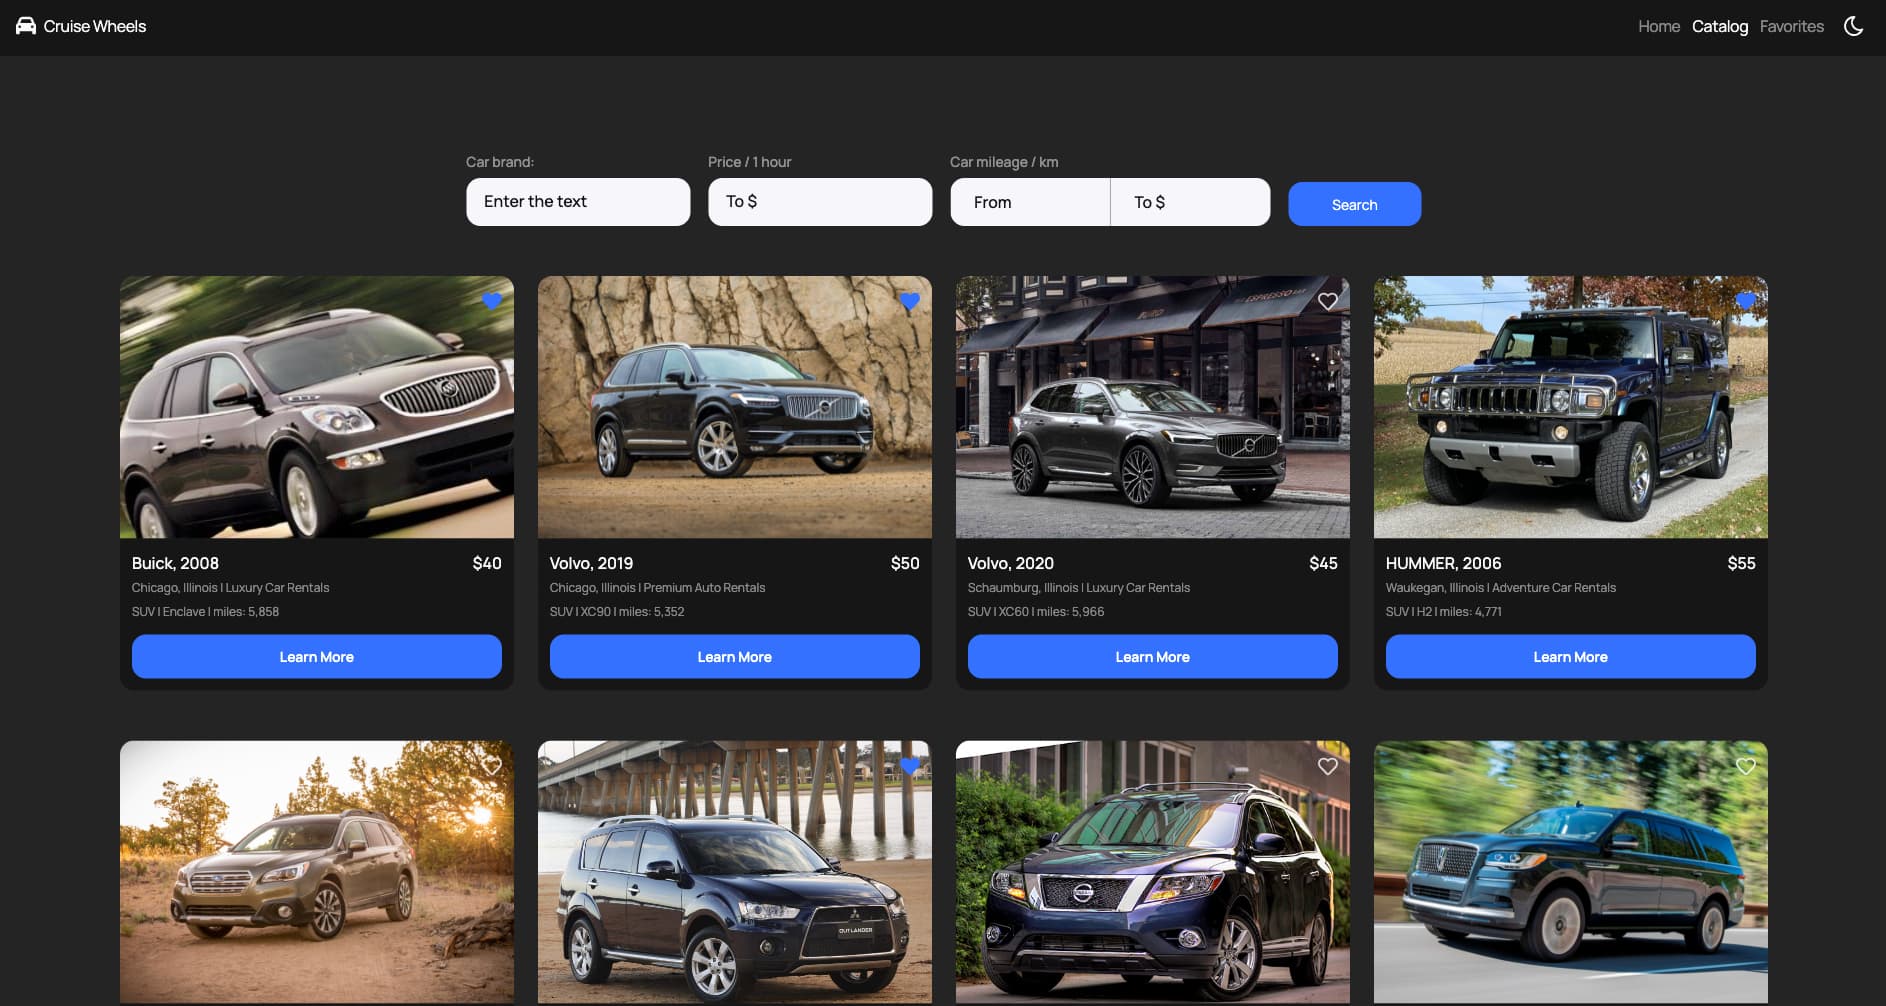 Cruise Wheels
Home Catalog Favorites
Car brand:
Enter the text
Price / 1 hour
To $
Car mileage / km
From
To $
Search
ESPRESSO
Buick, 2008 $40
Chicago, Illinois | Luxury Car Rentals
SUV | Enclave | miles: 5,858
Learn More
Volvo, 2019 $50
Chicago, Illinois | Premium Auto Rentals
SUV | XC90 | miles: 5,352
Learn More
Volvo, 2020 $45
Schaumburg, Illinois | Luxury Car Rentals
SUV | XC60 | miles: 5,966
Learn More
HUMMER, 2006 $55
Waukegan, Illinois | Adventure Car Rentals
SUV | H2 | miles: 4,771
Learn More
OUTLANDER